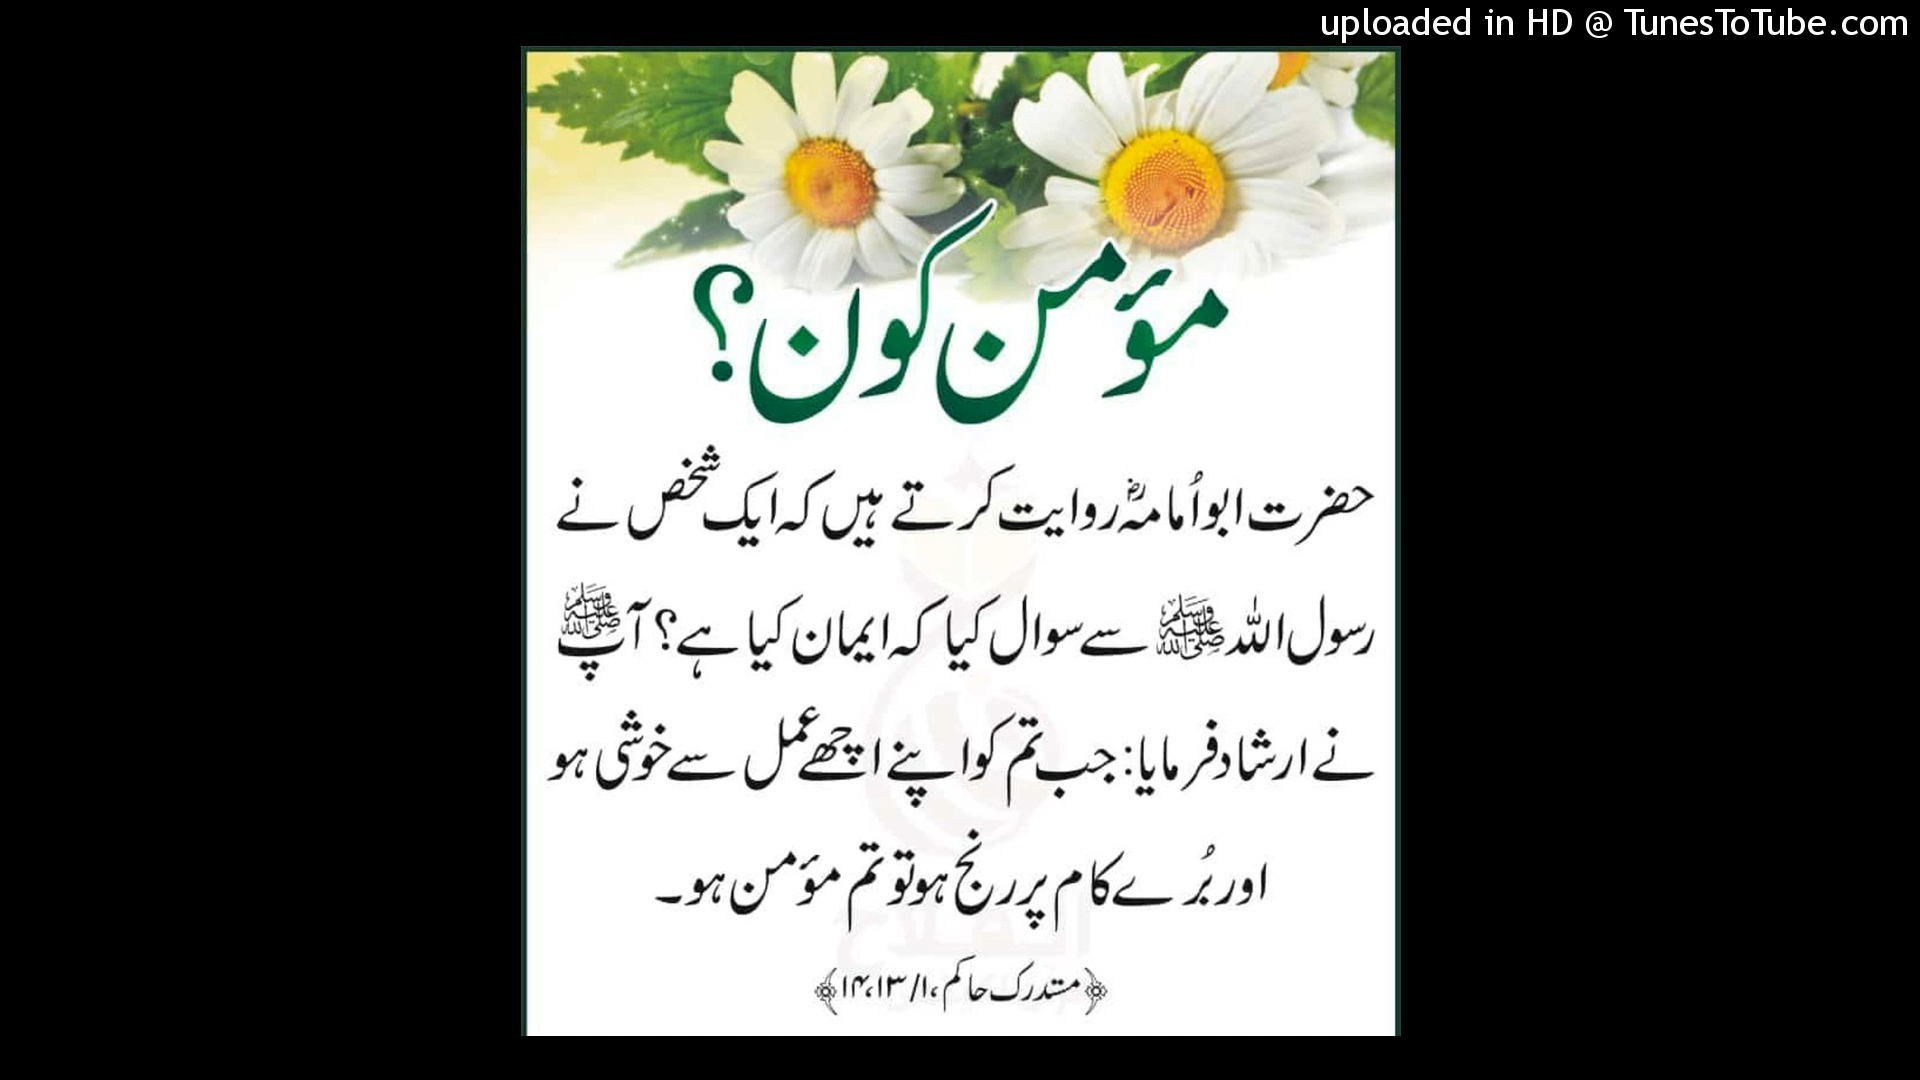 uploaded in HD @ TunesToTube.com
مؤمن کون؟
حضرت ابواُمامہؓ روایت کرتے ہیں کہ ایک شخص نے
رسول اللہ ﷺ سے سوال کیا کہ ایمان کیا ہے؟ آپ ﷺ
نے ارشاد فرمایا: جب تم کو اپنے اچھے عمل سے خوشی ہو
اور بُرے کام پر رنج ہو تو تم مؤمن ہو۔
﴿مستدرک حاکم، ۱/۱۳،۱۴﴾